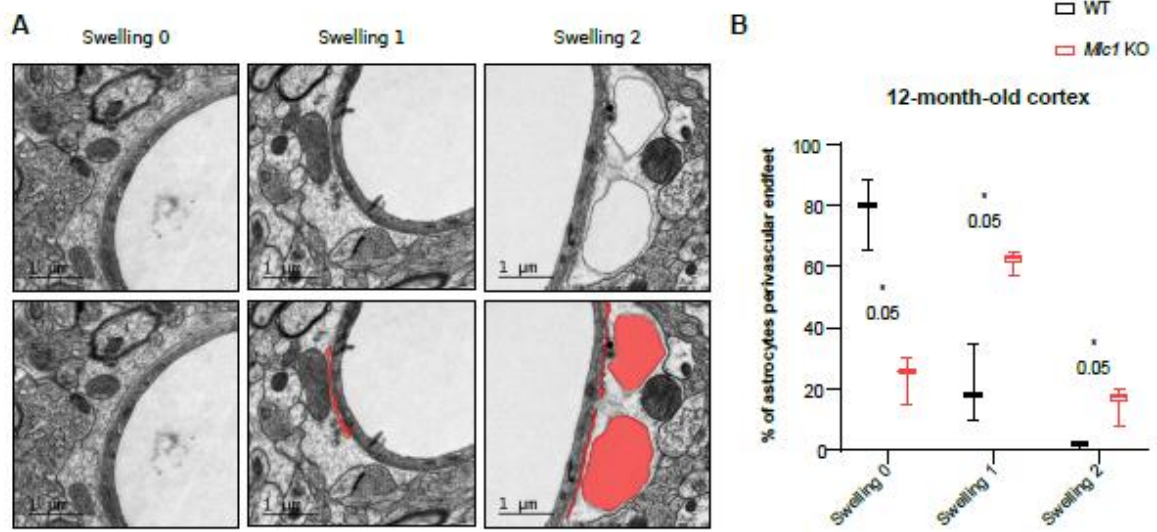 A
Swelling 0
Swelling 1
Swelling 2
1 μm
1 μm
1 μm
1 μm
1 μm
1 μm
B
WT
Mlc1 KO
12-month-old cortex
% of astrocytes perivascular endfeet
100
80
60
40
20
0
*
0.05
*
0.05
*
0.05
Swelling 0
Swelling 1
Swelling 2